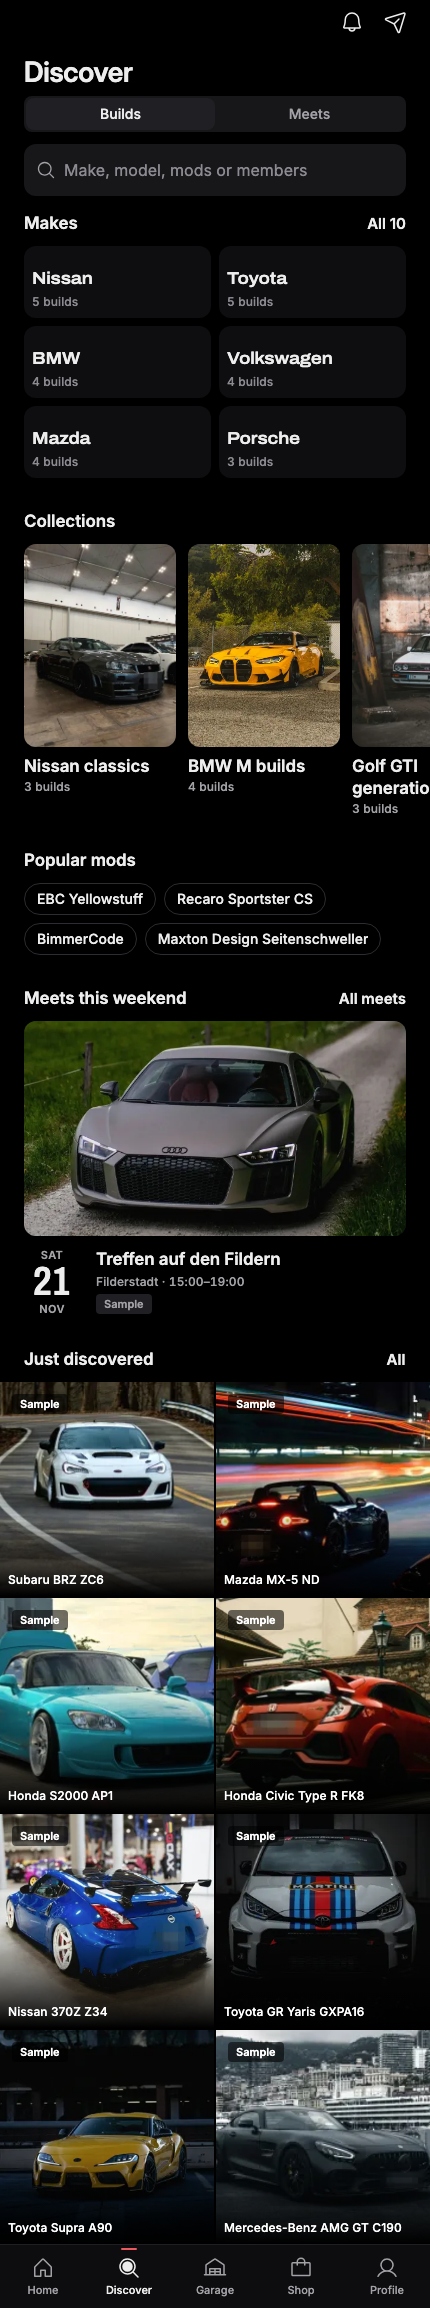 Discover
Builds
Meets
Make, model, mods or members
Makes
All 10
Nissan
5 builds
Toyota
5 builds
BMW
4 builds
Volkswagen
4 builds
Mazda
4 builds
Porsche
3 builds
Collections
Nissan classics
3 builds
BMW M builds
4 builds
Golf GTI
generatio
3 builds
Popular mods
EBC Yellowstuff
Recaro Sportster CS
BimmerCode
Maxton Design Seitenschweller
Meets this weekend
All meets
SAT
21
NOV
Treffen auf den Fildern
Filderstadt · 15:00–19:00
Sample
Just discovered
All
Sample
Subaru BRZ ZC6
Sample
Mazda MX-5 ND
Sample
Honda S2000 AP1
Sample
Honda Civic Type R FK8
Sample
Nissan 370Z Z34
Sample
MARTINI
Toyota GR Yaris GXPA16
Sample
Toyota Supra A90
Sample
Mercedes-Benz AMG GT C190
Home
Discover
Garage
Shop
Profile